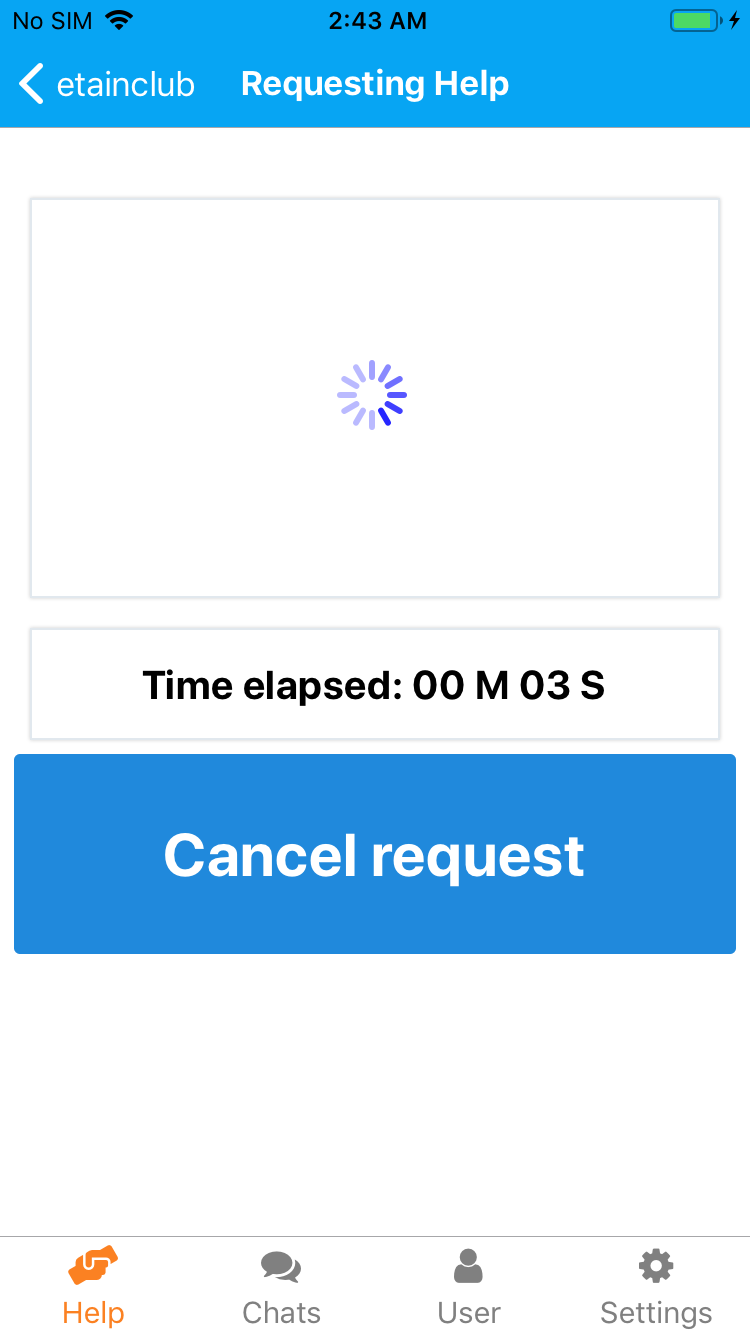 No SIM 2:43 AM
etainclub Requesting Help
Time elapsed: 00 M 03 S
Cancel request
Help Chats User Settings